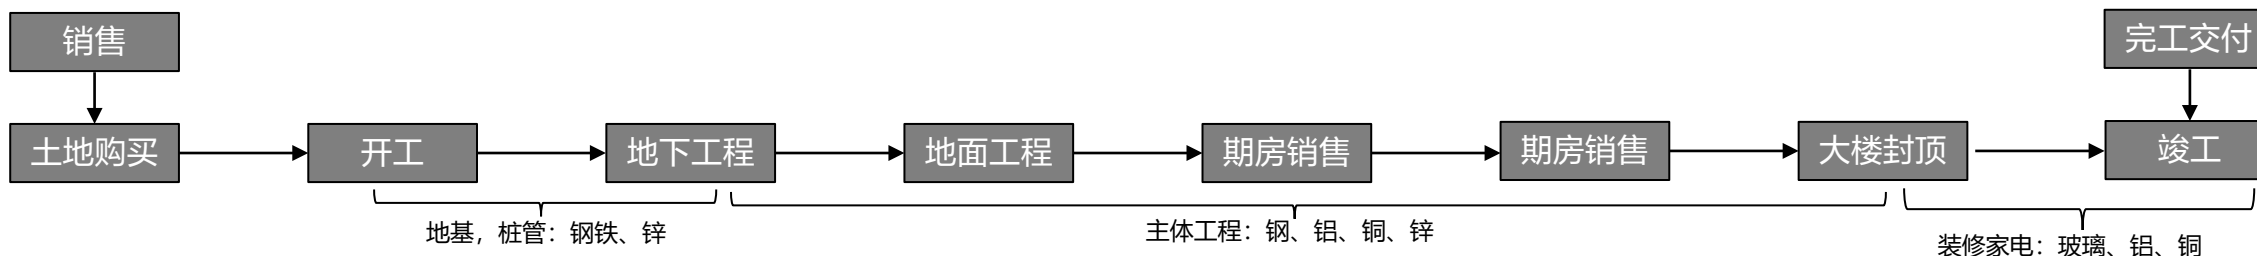 销售
完工交付
土地购买
开工
地下工程
地面工程
期房销售
期房销售
大楼封顶
竣工
地基，桩管：钢铁、锌
主体工程：钢、铝、铜、锌
装修家电：玻璃、铝、铜